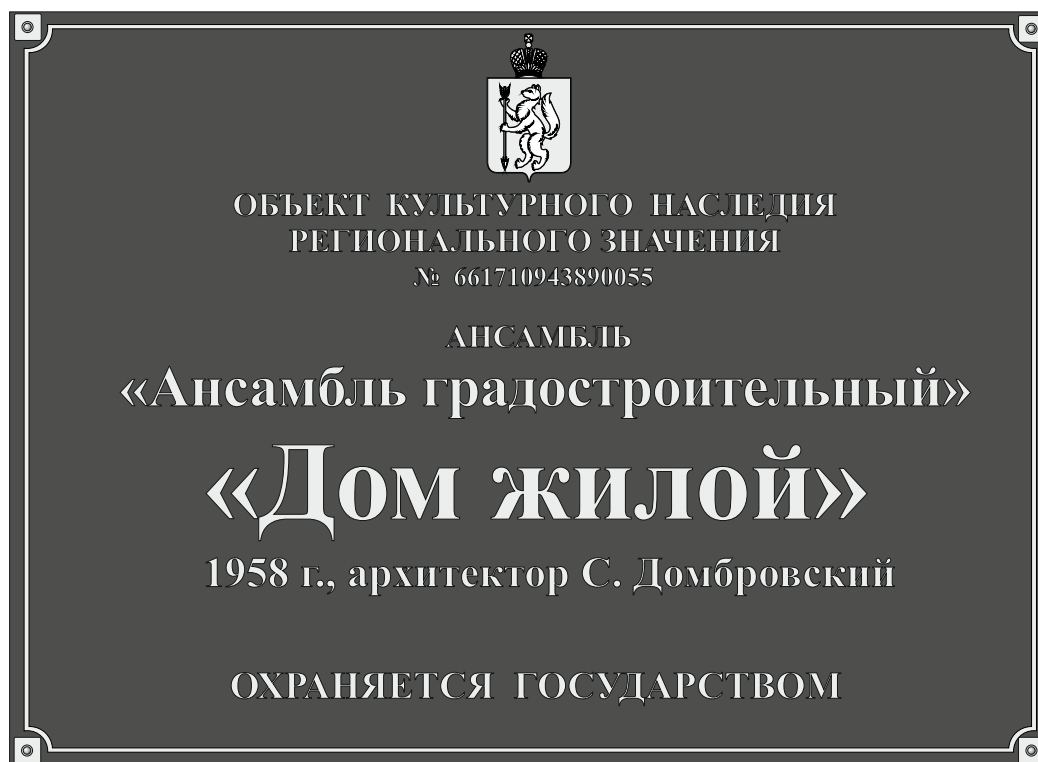 ОБЪЕКТ КУЛЬТУРНОГО НАСЛЕДИЯ
РЕГИОНАЛЬНОГО ЗНАЧЕНИЯ
№ 661710943890055
АНСАМБЛЬ
«Ансамбль градостроительный»
«Дом жилой»
1958 г., архитектор С. Домбровский
ОХРАНЯЕТСЯ ГОСУДАРСТВОМ